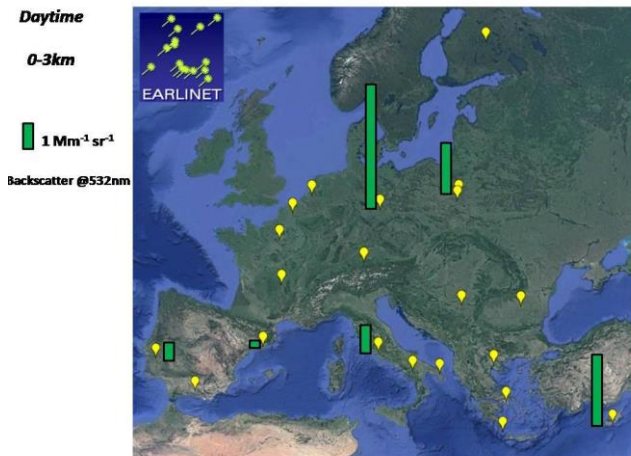 Daytime
0-3km
EARLINET
1 Mm⁻¹ sr⁻¹
Backscatter @532nm